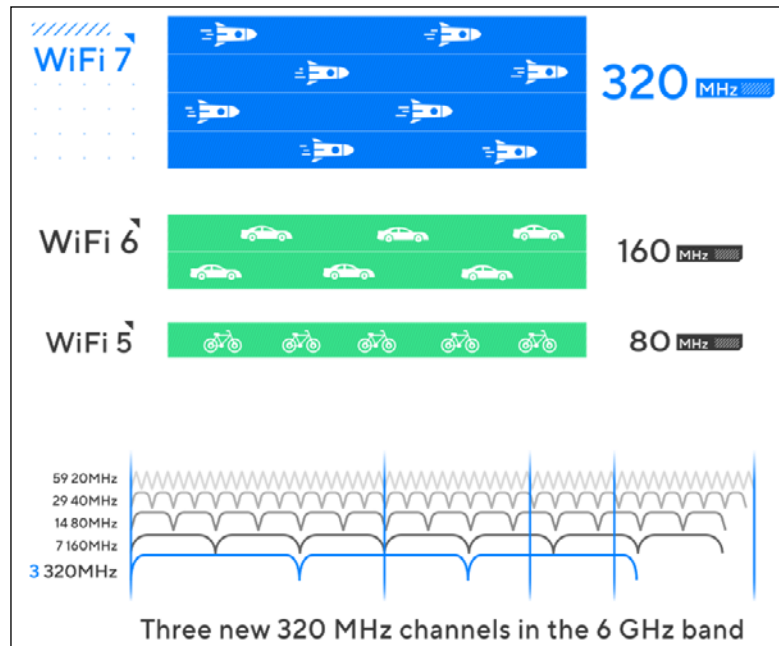 WiFi 7
320 MHz
WiFi 6
160 MHz
WiFi 5
80 MHz
59 20MHz
29 40MHz
14 80MHz
7 160MHz
3 320MHz
Three new 320 MHz channels in the 6 GHz band